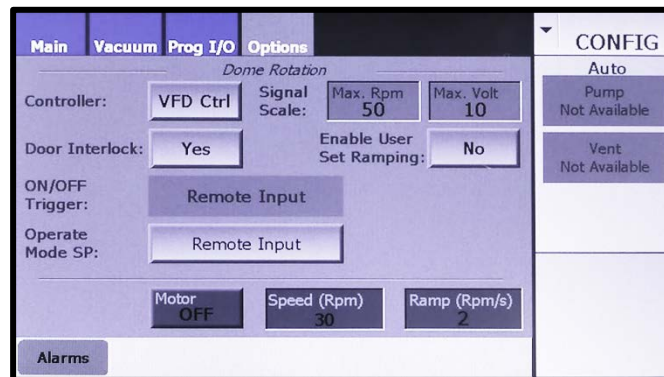 Main Vacuum Prog I/O Options
CONFIG
Auto
Pump
Not Available
Vent
Not Available
Dome Rotation
Controller: VFD Ctrl Signal Scale: Max. Rpm 50 Max. Volt 10
Door Interlock: Yes Enable User Set Ramping: No
ON/OFF
Trigger: Remote Input
Operate
Mode SP: Remote Input
Motor OFF Speed (Rpm) 30 Ramp (Rpm/s) 2
Alarms